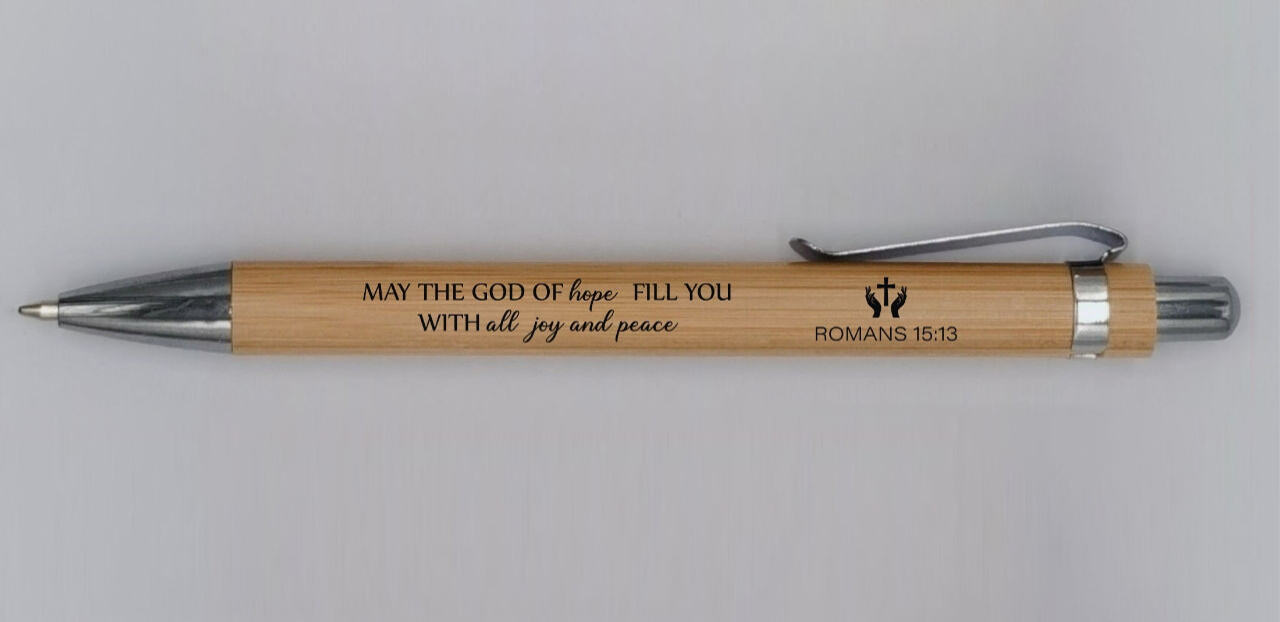 MAY THE GOD OF hope FILL YOU
WITH all joy and peace
ROMANS 15:13